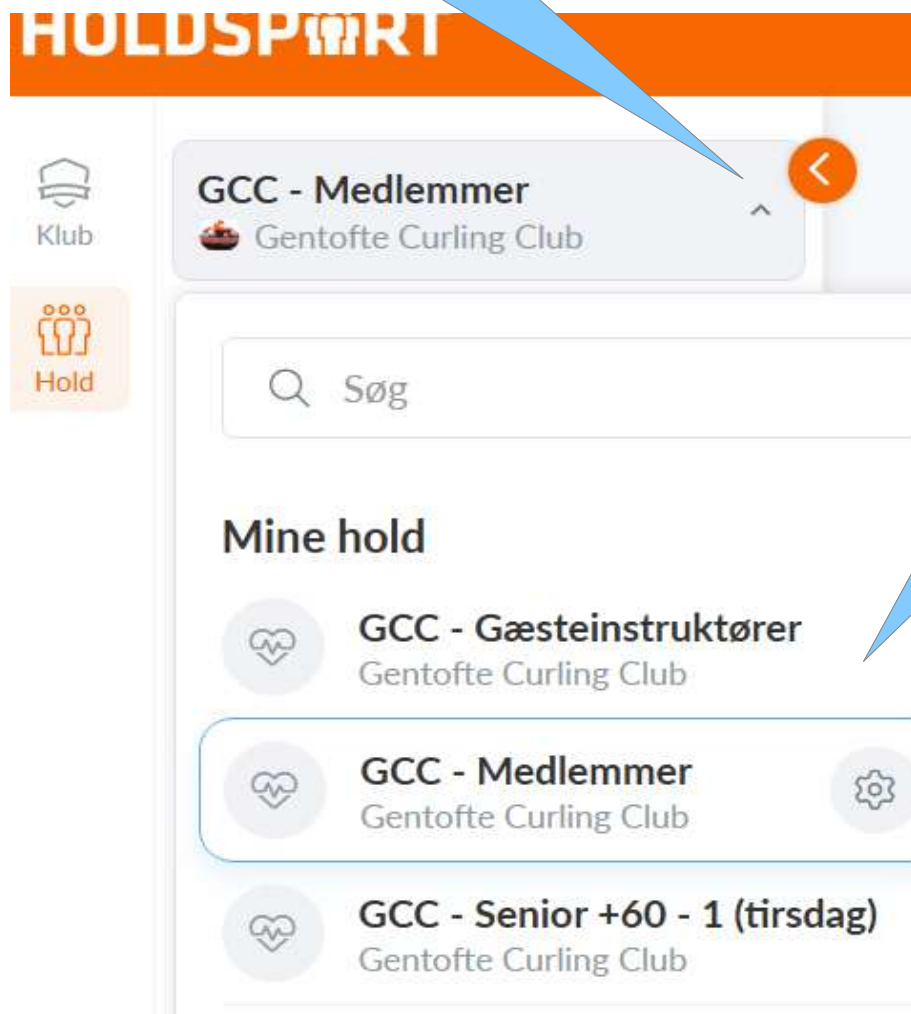 HOLDSPORT
GCC - Medlemmer
Gentofte Curling Club
Klub
Hold
Søg
Mine hold
GCC - Gæsteinstruktører
Gentofte Curling Club
GCC - Medlemmer
Gentofte Curling Club
GCC - Senior +60 - 1 (tirsdag)
Gentofte Curling Club